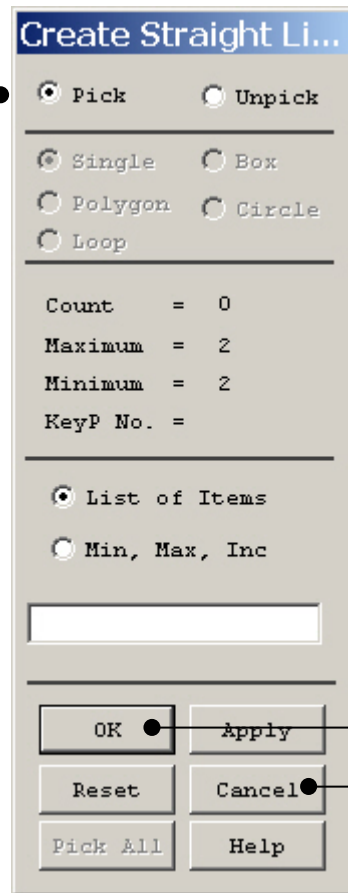 Create Straight Li...
Pick Unpick
Single Box
Polygon Circle
Loop
Count = 0
Maximum = 2
Minimum = 2
KeyP No. =
List of Items
Min, Max, Inc
OK Apply
Reset Cancel
Pick All Help